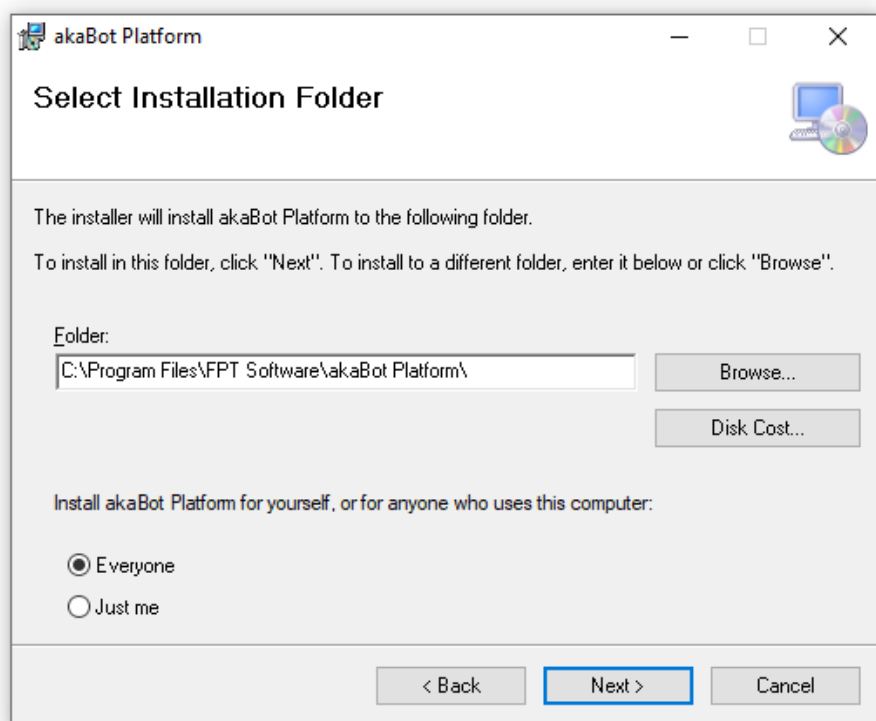 akaBot Platform
Select Installation Folder
The installer will install akaBot Platform to the following folder.
To install in this folder, click "Next". To install to a different folder, enter it below or click "Browse".
Folder:
C:\Program Files\FPT Software\akaBot Platform\
Browse...
Disk Cost...
Install akaBot Platform for yourself, or for anyone who uses this computer:
Everyone
Just me
< Back
Next >
Cancel